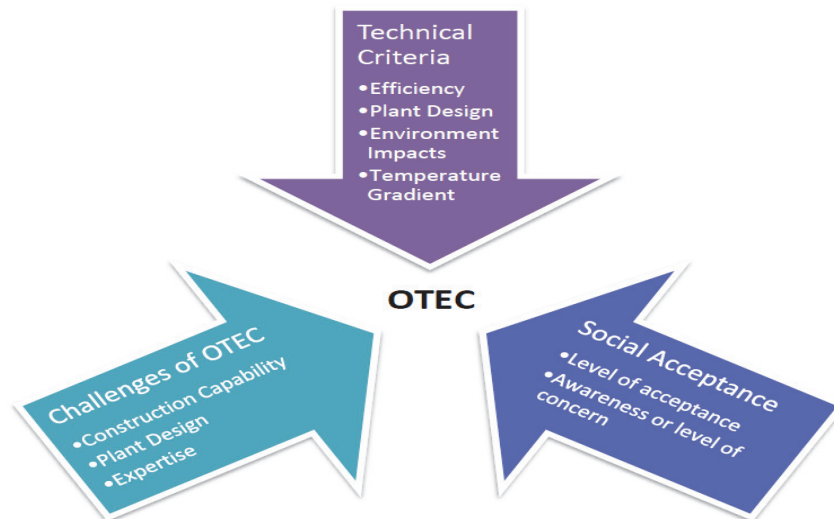 Technical
Criteria
•Efficiency
•Plant Design
•Environment
Impacts
•Temperature
Gradient
OTEC
Challenges of OTEC
•Construction Capability
•Plant Design
•Expertise
Social Acceptance
•Level of acceptance
•Awareness or level of
concern